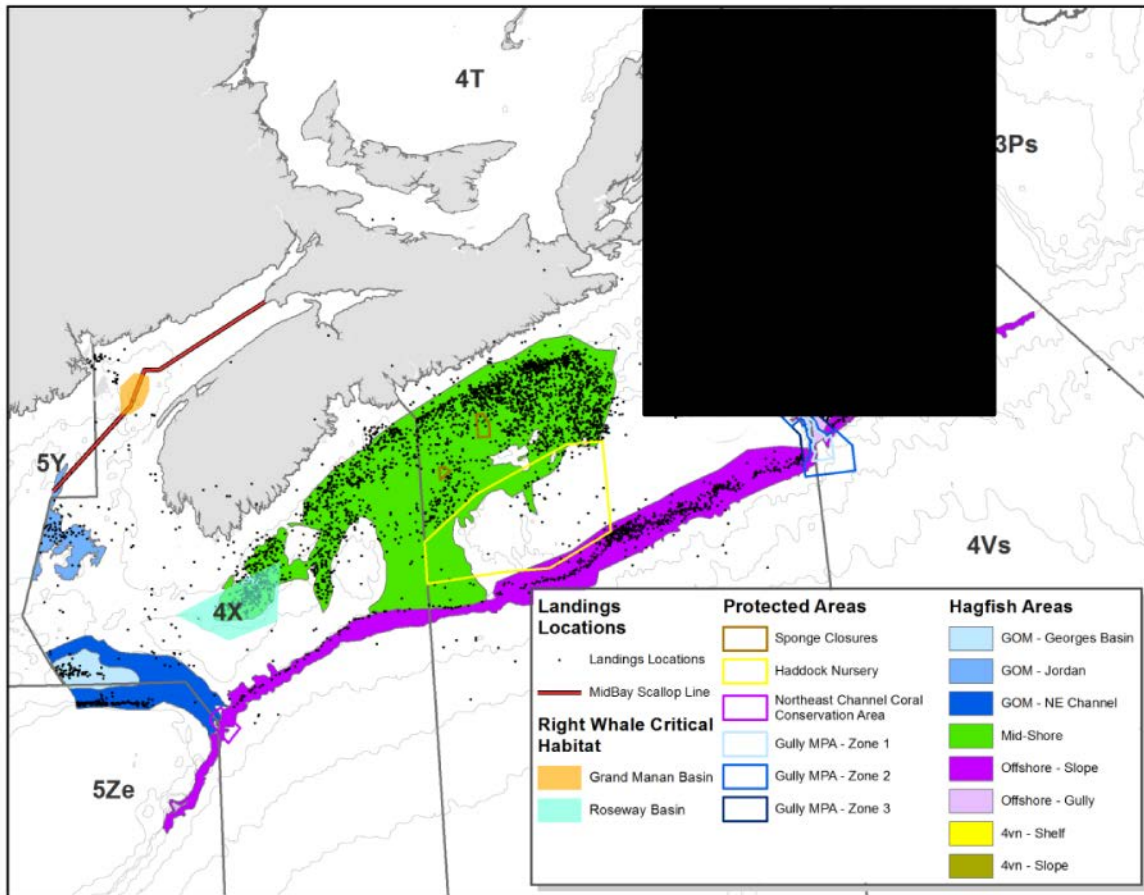 4T
3Ps
5Y
4Vs
4X
5Ze
Landings
Locations
Landings Locations
MidBay Scallop Line
Right Whale Critical
Habitat
Grand Manan Basin
Roseway Basin
Protected Areas
Sponge Closures
Haddock Nursery
Northeast Channel Coral
Conservation Area
Gully MPA - Zone 1
Gully MPA - Zone 2
Gully MPA - Zone 3
Hagfish Areas
GOM - Georges Basin
GOM - Jordan
GOM - NE Channel
Mid-Shore
Offshore - Slope
Offshore - Gully
4vn - Shelf
4vn - Slope